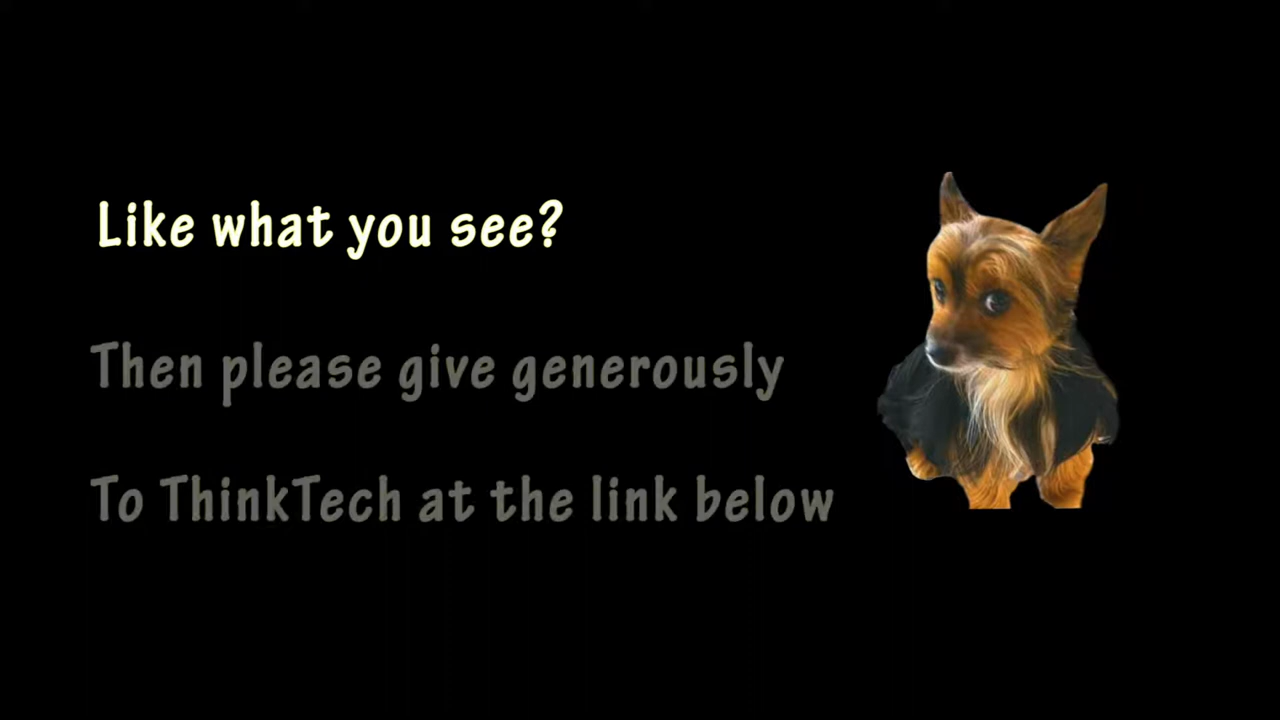 Like what you see?
Then please give generously
To ThinkTech at the link below